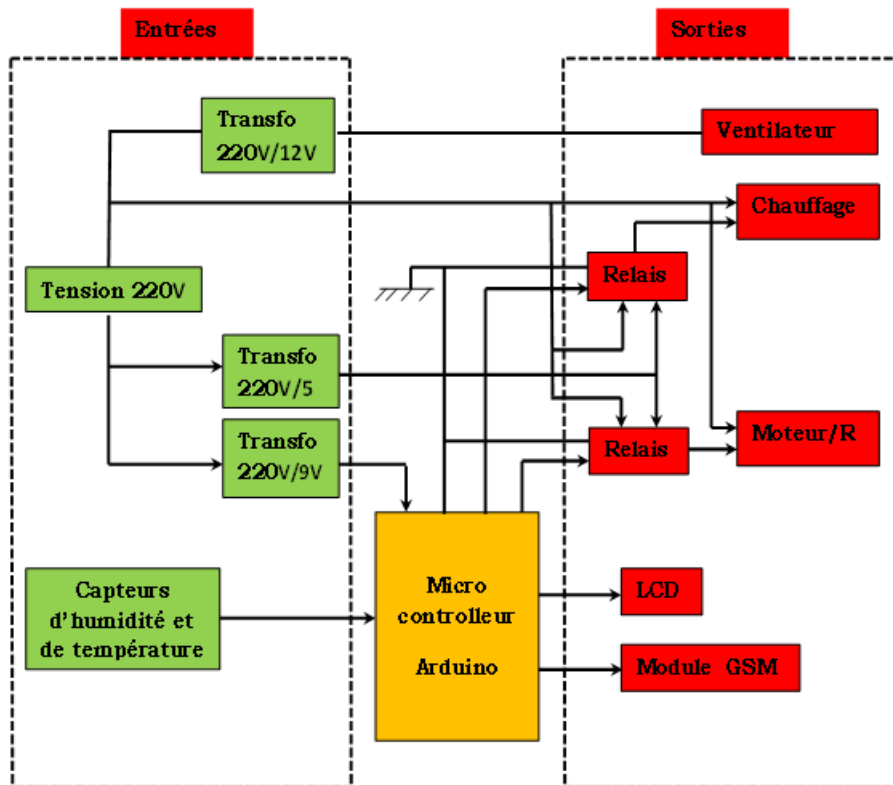 Entrées
Sorties
Transfo
220V/12V
Ventilateur
Chauffage
Relais
Tension 220V
Transfo
220V/5
Transfo
220V/9V
Relais
Moteur/R
Capteurs
d'humidité et
de température
Micro
controlleur
Arduino
LCD
Module GSM